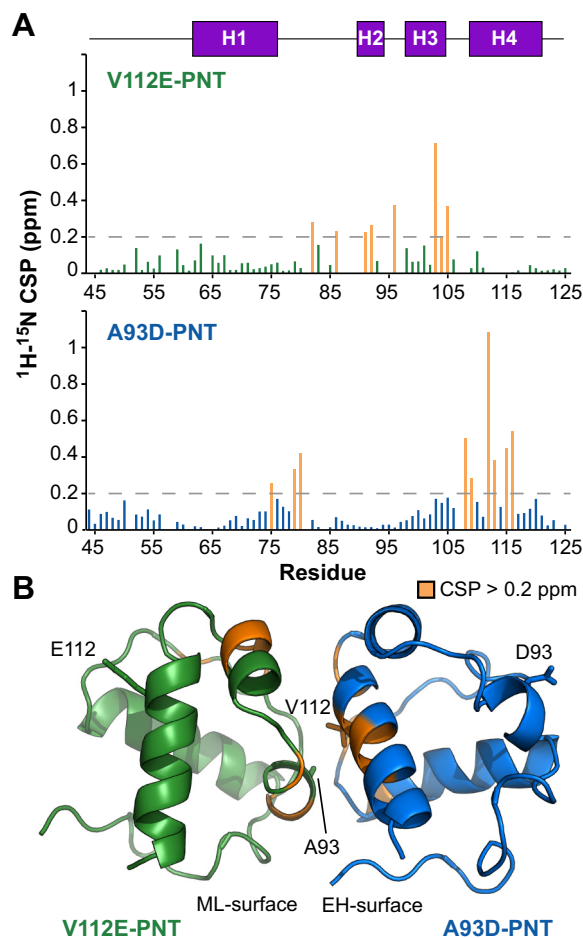 A
H1 H2 H3 H4
V112E-PNT
1
0.8
0.6
0.4
0.2
0
45 55 65 75 85 95 105 115 125
¹H-¹⁵N CSP (ppm)
A93D-PNT
1
0.8
0.6
0.4
0.2
0
45 55 65 75 85 95 105 115 125
Residue
B
CSP > 0.2 ppm
E112
D93
V112
A93
ML-surface EH-surface
V112E-PNT A93D-PNT